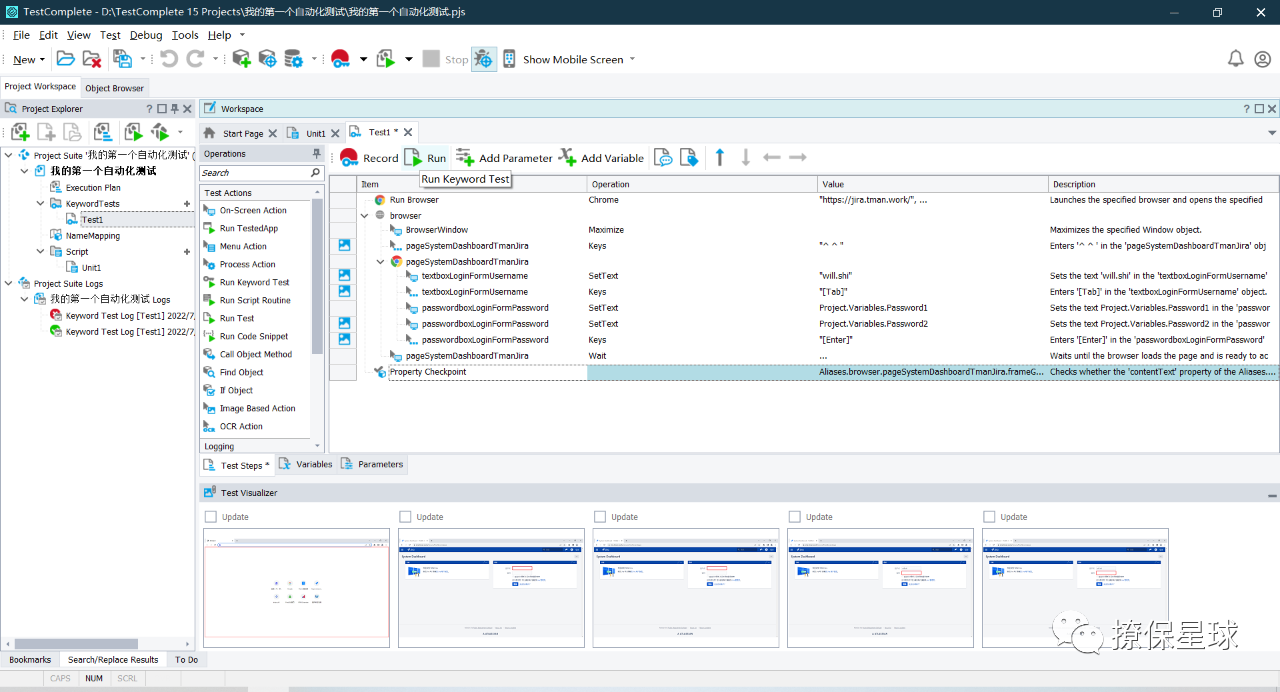 TestComplete - D:\TestComplete 15 Projects\我的第一个自动化测试\我的第一个自动化测试.pjs
File Edit View Test Debug Tools Help
New Stop Show Mobile Screen
Project Workspace Object Browser
Project Explorer
Project Suite '我的第一个自动化测试' (
我的第一个自动化测试
Execution Plan
KeywordTests
Test1
NameMapping
Script
Unit1
Project Suite Logs
我的第一个自动化测试 Logs
Keyword Test Log [Test1] 2022/7/
Keyword Test Log [Test1] 2022/7/
Workspace
Start Page Unit1 Test1 *
Operations
Search
Test Actions
On-Screen Action
Run TestedApp
Menu Action
Process Action
Run Keyword Test
Run Script Routine
Run Test
Run Code Snippet
Call Object Method
Find Object
If Object
Image Based Action
OCR Action
Logging
Record Run Add Parameter Add Variable
Run Keyword Test
Item Operation Value Description
Run Browser Chrome "https://jira.tman.work/", ... Launches the specified browser and opens the specified
browser
BrowserWindow Maximize Maximizes the specified Window object.
pageSystemDashboardTmanJira Keys "^ ^ " Enters '^ ^ ' in the 'pageSystemDashboardTmanJira' obj
pageSystemDashboardTmanJira
textboxLoginFormUsername SetText "will.shi" Sets the text 'will.shi' in the 'textboxLoginFormUsername'
textboxLoginFormUsername Keys "[Tab]" Enters '[Tab]' in the 'textboxLoginFormUsername' object.
passwordboxLoginFormPassword SetText Project.Variables.Password1 Sets the text Project.Variables.Password1 in the 'passwor
passwordboxLoginFormPassword SetText Project.Variables.Password2 Sets the text Project.Variables.Password2 in the 'passwor
passwordboxLoginFormPassword Keys "[Enter]" Enters '[Enter]' in the 'passwordboxLoginFormPassword'
pageSystemDashboardTmanJira Wait ... Waits until the browser loads the page and is ready to ac
Property Checkpoint Aliases.browser.pageSystemDashboardTmanJira.frameG... Checks whether the 'contentText' property of the Aliases....
Test Steps * Variables Parameters
Test Visualizer
Update Update Update Update Update
System Dashboard System Dashboard System Dashboard System Dashboard
撩保星球
Bookmarks Search/Replace Results To Do
CAPS NUM SCRL